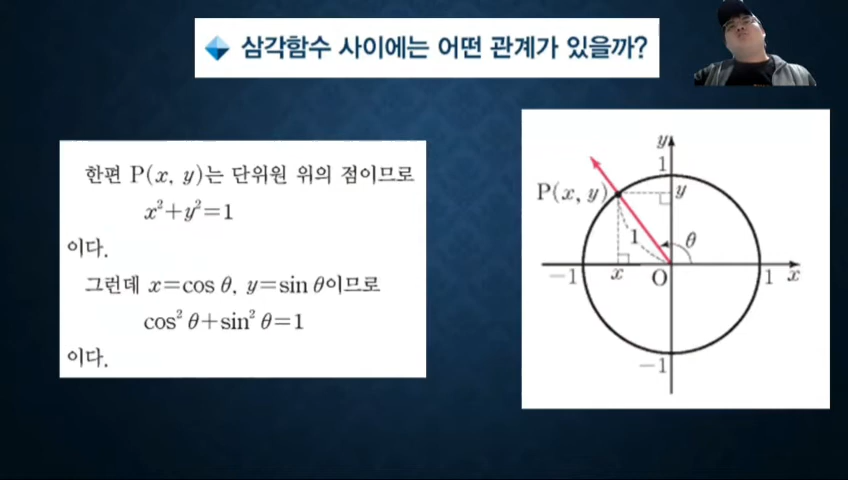 삼각함수 사이에는 어떤 관계가 있을까?
한편 P(x, y)는 단위원 위의 점이므로
x²+y²=1
이다.
그런데 x=cos θ, y=sin θ이므로
cos² θ+sin² θ=1
이다.
y
1
P(x, y)
y
1
θ
-1
x
O
1
x
-1